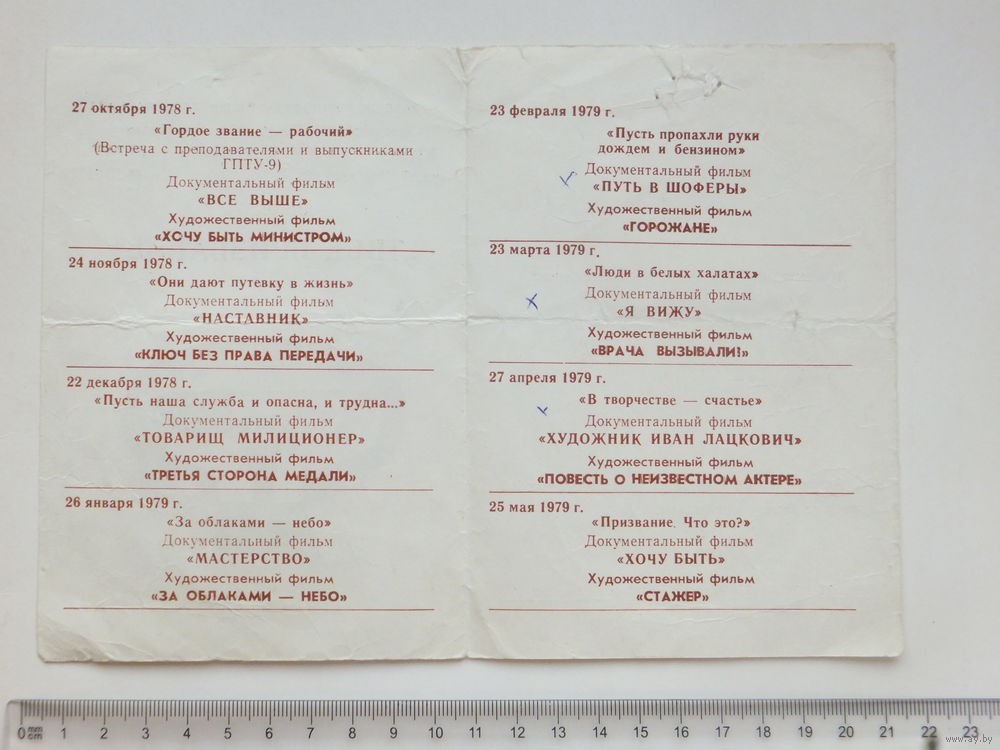 27 октября 1978 г.
«Гордое звание — рабочий»
(Встреча с преподавателями и выпускниками
ГПТУ-9)
Документальный фильм
«ВСЕ ВЫШЕ»
Художественный фильм
«ХОЧУ БЫТЬ МИНИСТРОМ»
24 ноября 1978 г.
«Они дают путевку в жизнь»
Документальный фильм
«НАСТАВНИК»
Художественный фильм
«КЛЮЧ БЕЗ ПРАВА ПЕРЕДАЧИ»
22 декабря 1978 г.
«Пусть наша служба и опасна, и трудна...»
Документальный фильм
«ТОВАРИЩ МИЛИЦИОНЕР»
Художественный фильм
«ТРЕТЬЯ СТОРОНА МЕДАЛИ»
26 января 1979 г.
«За облаками — небо»
Документальный фильм
«МАСТЕРСТВО»
Художественный фильм
«ЗА ОБЛАКАМИ — НЕБО»
23 февраля 1979 г.
«Пусть пропахли руки
дождем и бензином»
Документальный фильм
«ПУТЬ В ШОФЕРЫ»
Художественный фильм
«ГОРОЖАНЕ»
23 марта 1979 г.
«Люди в белых халатах»
Документальный фильм
«Я ВИЖУ»
Художественный фильм
«ВРАЧА ВЫЗЫВАЛИ?»
27 апреля 1979 г.
«В творчестве — счастье»
Документальный фильм
«ХУДОЖНИК ИВАН ЛАЦКОВИЧ»
Художественный фильм
«ПОВЕСТЬ О НЕИЗВЕСТНОМ АКТЕРЕ»
25 мая 1979 г.
«Призвание. Что это?»
Документальный фильм
«ХОЧУ БЫТЬ»
Художественный фильм
«СТАЖЕР»
0 mm cm 1 2 3 4 5 6 7 8 9 10 11 12 13 14 15 16 17 18 19 20 21 22 23
www.ay.by